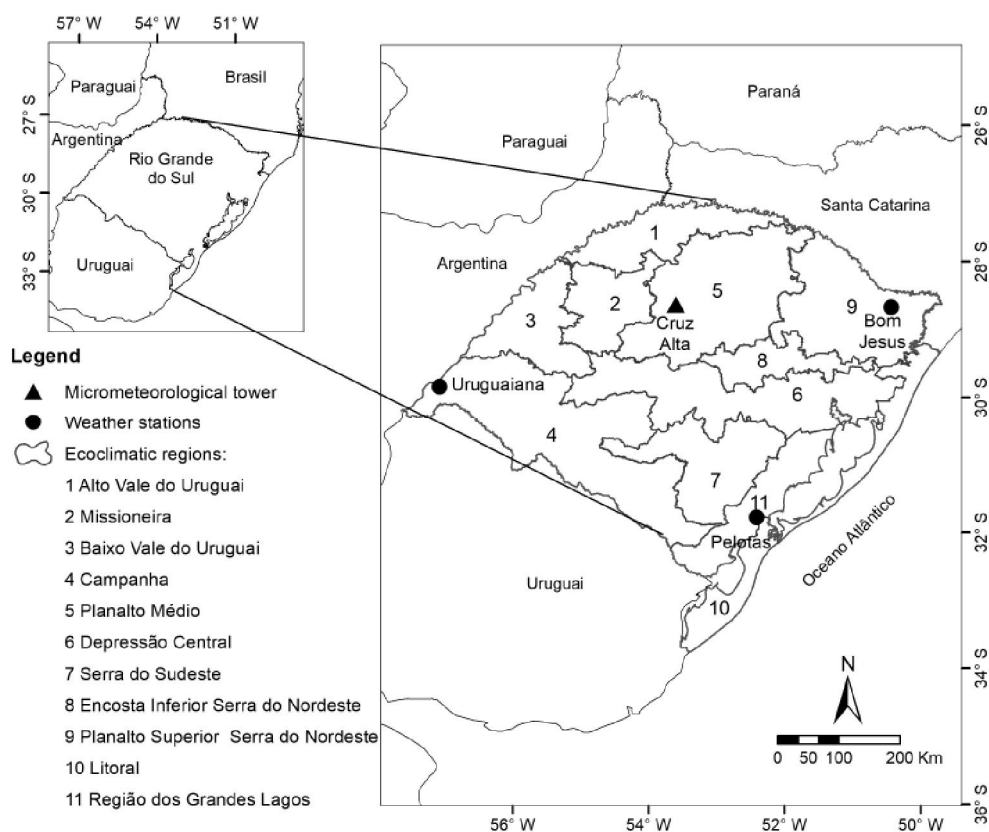 57° W 54° W 51° W
27° S
30° S
33° S
Paraguai
Brasil
Argentina
Rio Grande
do Sul
Uruguai
Legend
Micrometeorological tower
Weather stations
Ecoclimatic regions:
1 Alto Vale do Uruguai
2 Missioneira
3 Baixo Vale do Uruguai
4 Campanha
5 Planalto Médio
6 Depressão Central
7 Serra do Sudeste
8 Encosta Inferior Serra do Nordeste
9 Planalto Superior Serra do Nordeste
10 Litoral
11 Região dos Grandes Lagos
Paraná
Paraguai
Santa Catarina
Argentina
1
2
3
5
9
Cruz
Alta
Bom
Jesus
8
Uruguaiana
6
4
7
11
Pelotas
Oceano Atlântico
Uruguai
10
N
0 50 100 200 Km
26° S
28° S
30° S
32° S
34° S
36° S
56° W 54° W 52° W 50° W